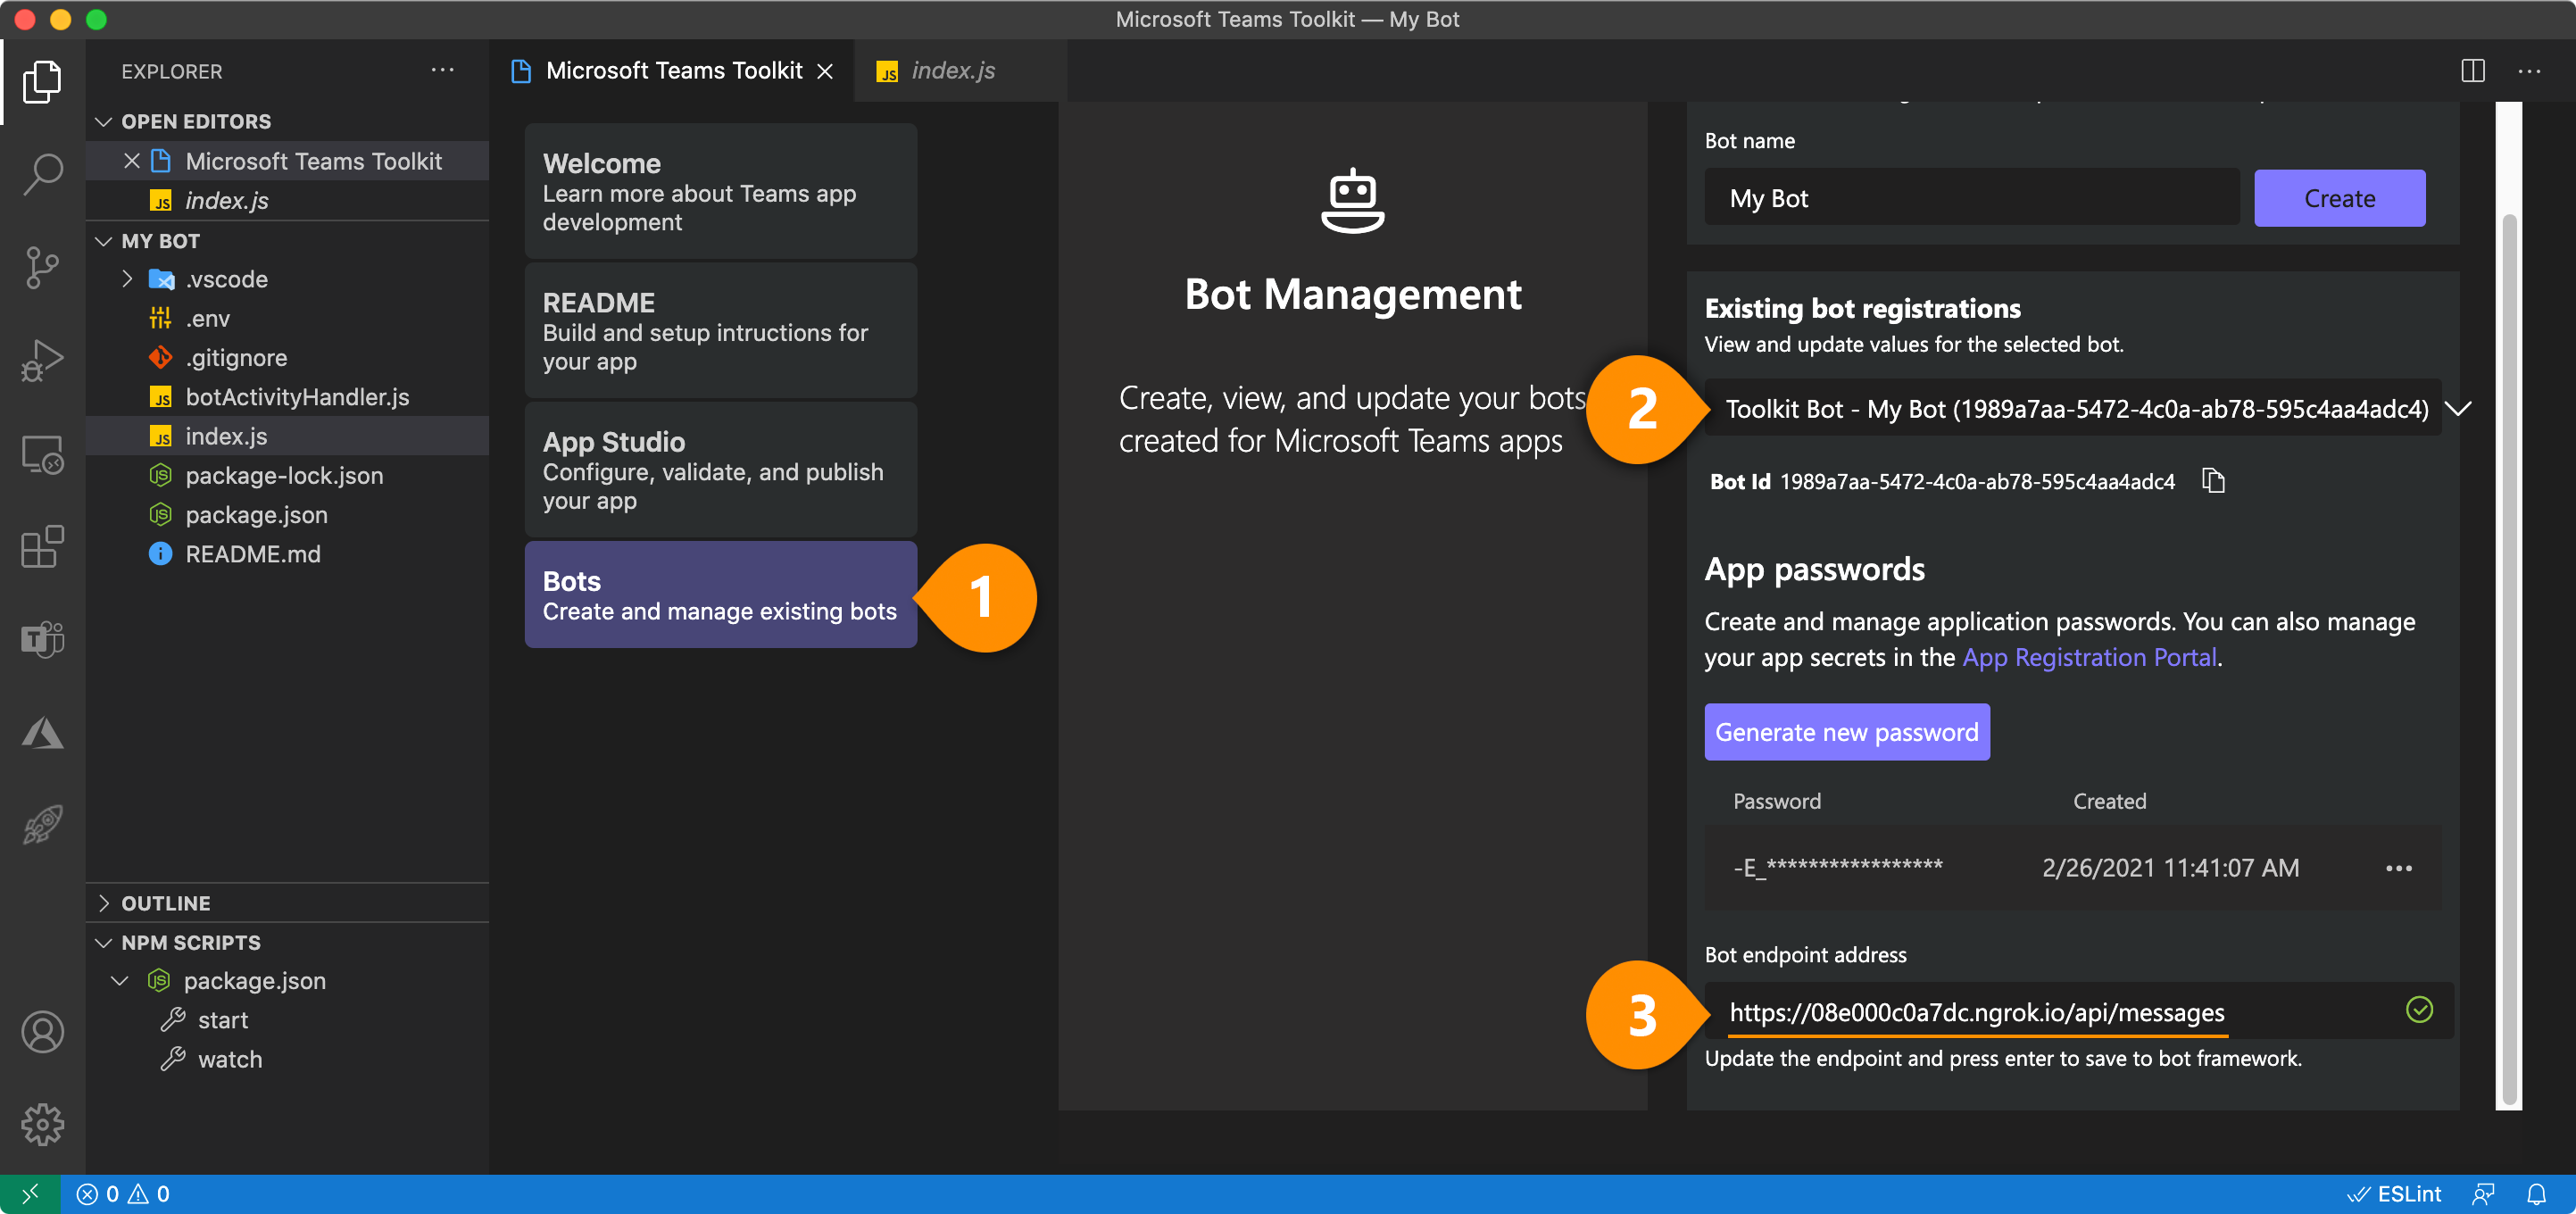 Microsoft Teams Toolkit — My Bot
EXPLORER
Microsoft Teams Toolkit
JS index.js
OPEN EDITORS
Microsoft Teams Toolkit
JS index.js
MY BOT
.vscode
.env
.gitignore
JS botActivityHandler.js
JS index.js
package-lock.json
package.json
README.md
OUTLINE
NPM SCRIPTS
package.json
start
watch
Welcome
Learn more about Teams app
development
README
Build and setup intructions for
your app
App Studio
Configure, validate, and publish
your app
Bots
Create and manage existing bots
1
Bot Management
Create, view, and update your bots
created for Microsoft Teams apps
Bot name
My Bot
Create
Existing bot registrations
View and update values for the selected bot.
2
Toolkit Bot - My Bot (1989a7aa-5472-4c0a-ab78-595c4aa4adc4)
Bot Id 1989a7aa-5472-4c0a-ab78-595c4aa4adc4
App passwords
Create and manage application passwords. You can also manage
your app secrets in the App Registration Portal.
Generate new password
Password Created
-E_***************** 2/26/2021 11:41:07 AM
Bot endpoint address
3
https://08e000c0a7dc.ngrok.io/api/messages
Update the endpoint and press enter to save to bot framework.
0 0
ESLint